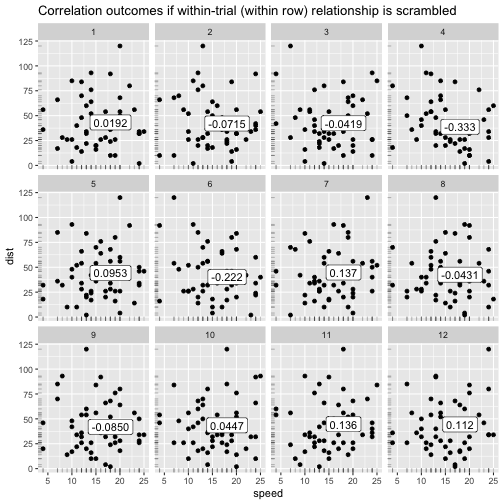 Correlation outcomes if within-trial (within row) relationship is scrambled
1 2 3 4
125
100
75
50
25
0
0.0192 -0.0715 -0.0419 -0.333
5 6 7 8
125
100
75
50
25
0
0.0953 -0.222 0.137 -0.0431
9 10 11 12
125
100
75
50
25
0
-0.0850 0.0447 0.136 0.112
dist
5 10 15 20 25 5 10 15 20 25 5 10 15 20 25 5 10 15 20 25
speed